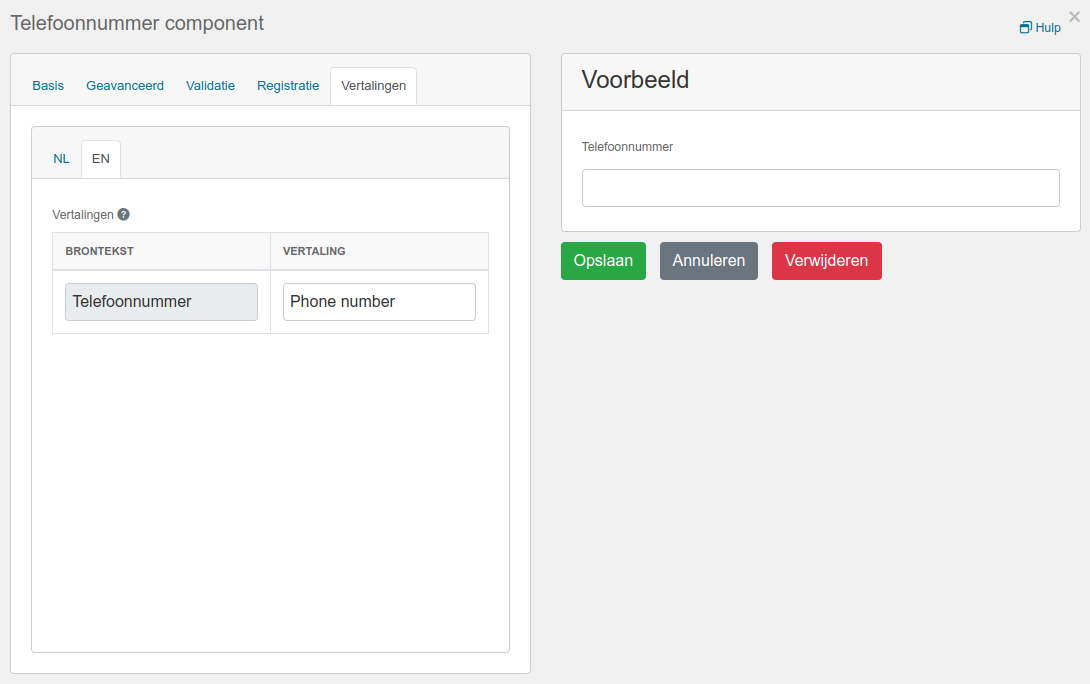 Telefoonnummer component
Hulp
Basis Geavanceerd Validatie Registratie Vertalingen
NL EN
Vertalingen
BRONTEKST VERTALING
Telefoonnummer Phone number
Voorbeeld
Telefoonnummer
Opslaan Annuleren Verwijderen